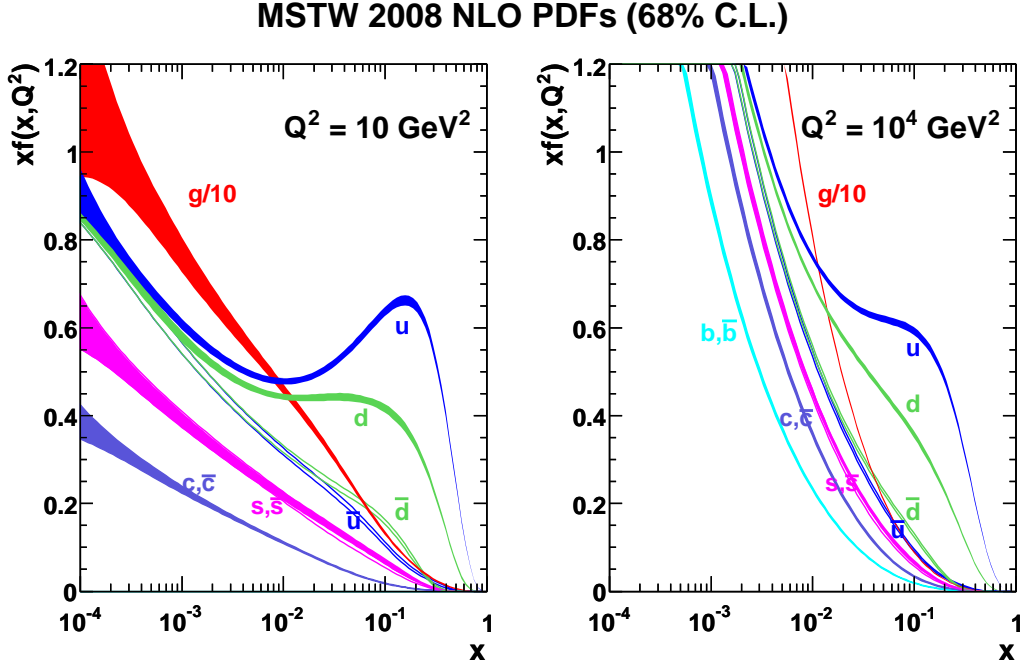 MSTW 2008 NLO PDFs (68% C.L.)
xf(x,Q²)
1.2
1
0.8
0.6
0.4
0.2
0
Q² = 10 GeV²
g/10
u
d
c,c̅
s,s̅
u̅
d̅
10⁻⁴
10⁻³
10⁻²
10⁻¹
1
x
xf(x,Q²)
1.2
1
0.8
0.6
0.4
0.2
0
Q² = 10⁴ GeV²
g/10
b,b̅
u
d
c,c̅
s,s̅
d̅
u̅
10⁻⁴
10⁻³
10⁻²
10⁻¹
1
x